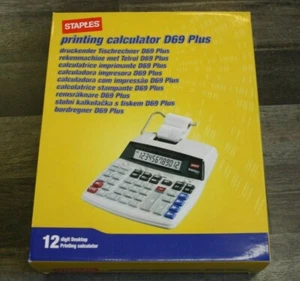 STAPLES
printing calculator D69 Plus
druckender Tischrechner D69 Plus
rekenmachine met Telrol D69 Plus
calculatrice imprimante D69 Plus
calculadora impresora D69 Plus
calculadora com impressão D69 Plus
calcolatrice stampante D69 Plus
remsräknare D69 Plus
stolní kalkulačka s tiskem D69 Plus
bordregner D69 Plus
123456789012
12 digit Desktop
Printing calculator